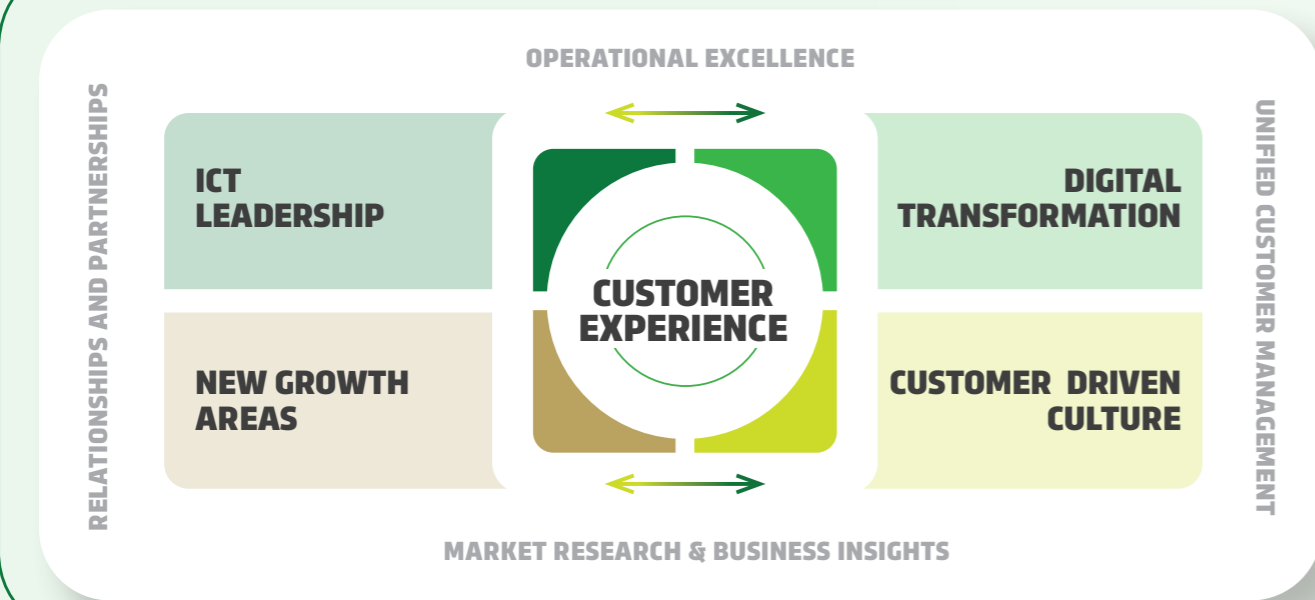 OPERATIONAL EXCELLENCE
RELATIONSHIPS AND PARTNERSHIPS
ICT
LEADERSHIP
DIGITAL
TRANSFORMATION
CUSTOMER
EXPERIENCE
NEW GROWTH
AREAS
CUSTOMER DRIVEN
CULTURE
UNIFIED CUSTOMER MANAGEMENT
MARKET RESEARCH & BUSINESS INSIGHTS